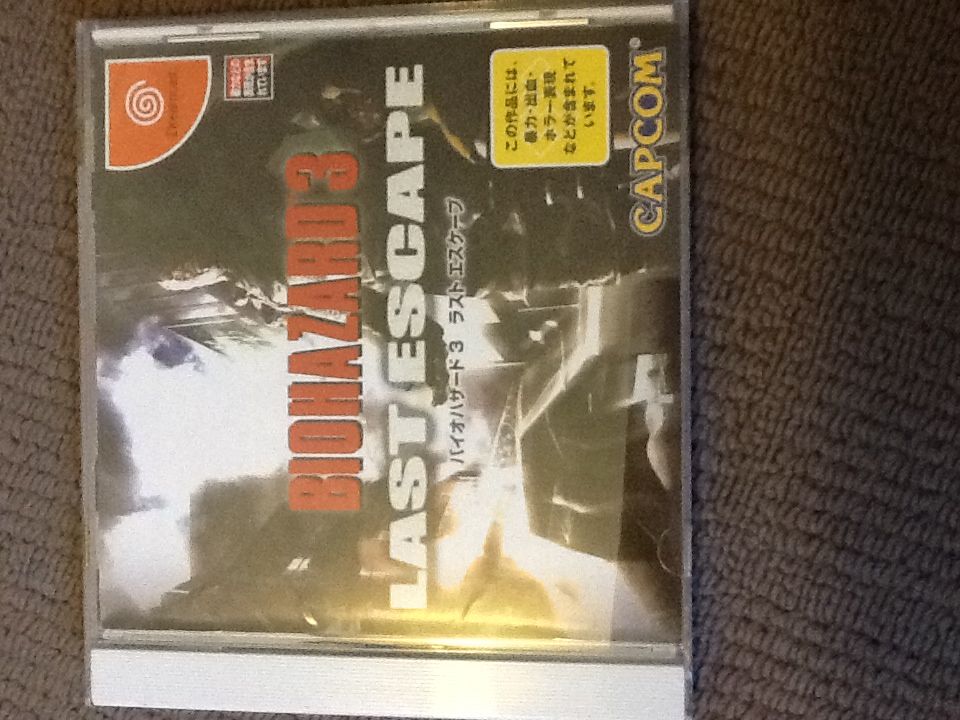 BIOHAZARD 3
LAST ESCAPE
バイオハザード3 ラスト エスケープ
この作品には、
暴力・出血・
ホラー表現
などが含まれて
います。
CAPCOM
Dreamcast